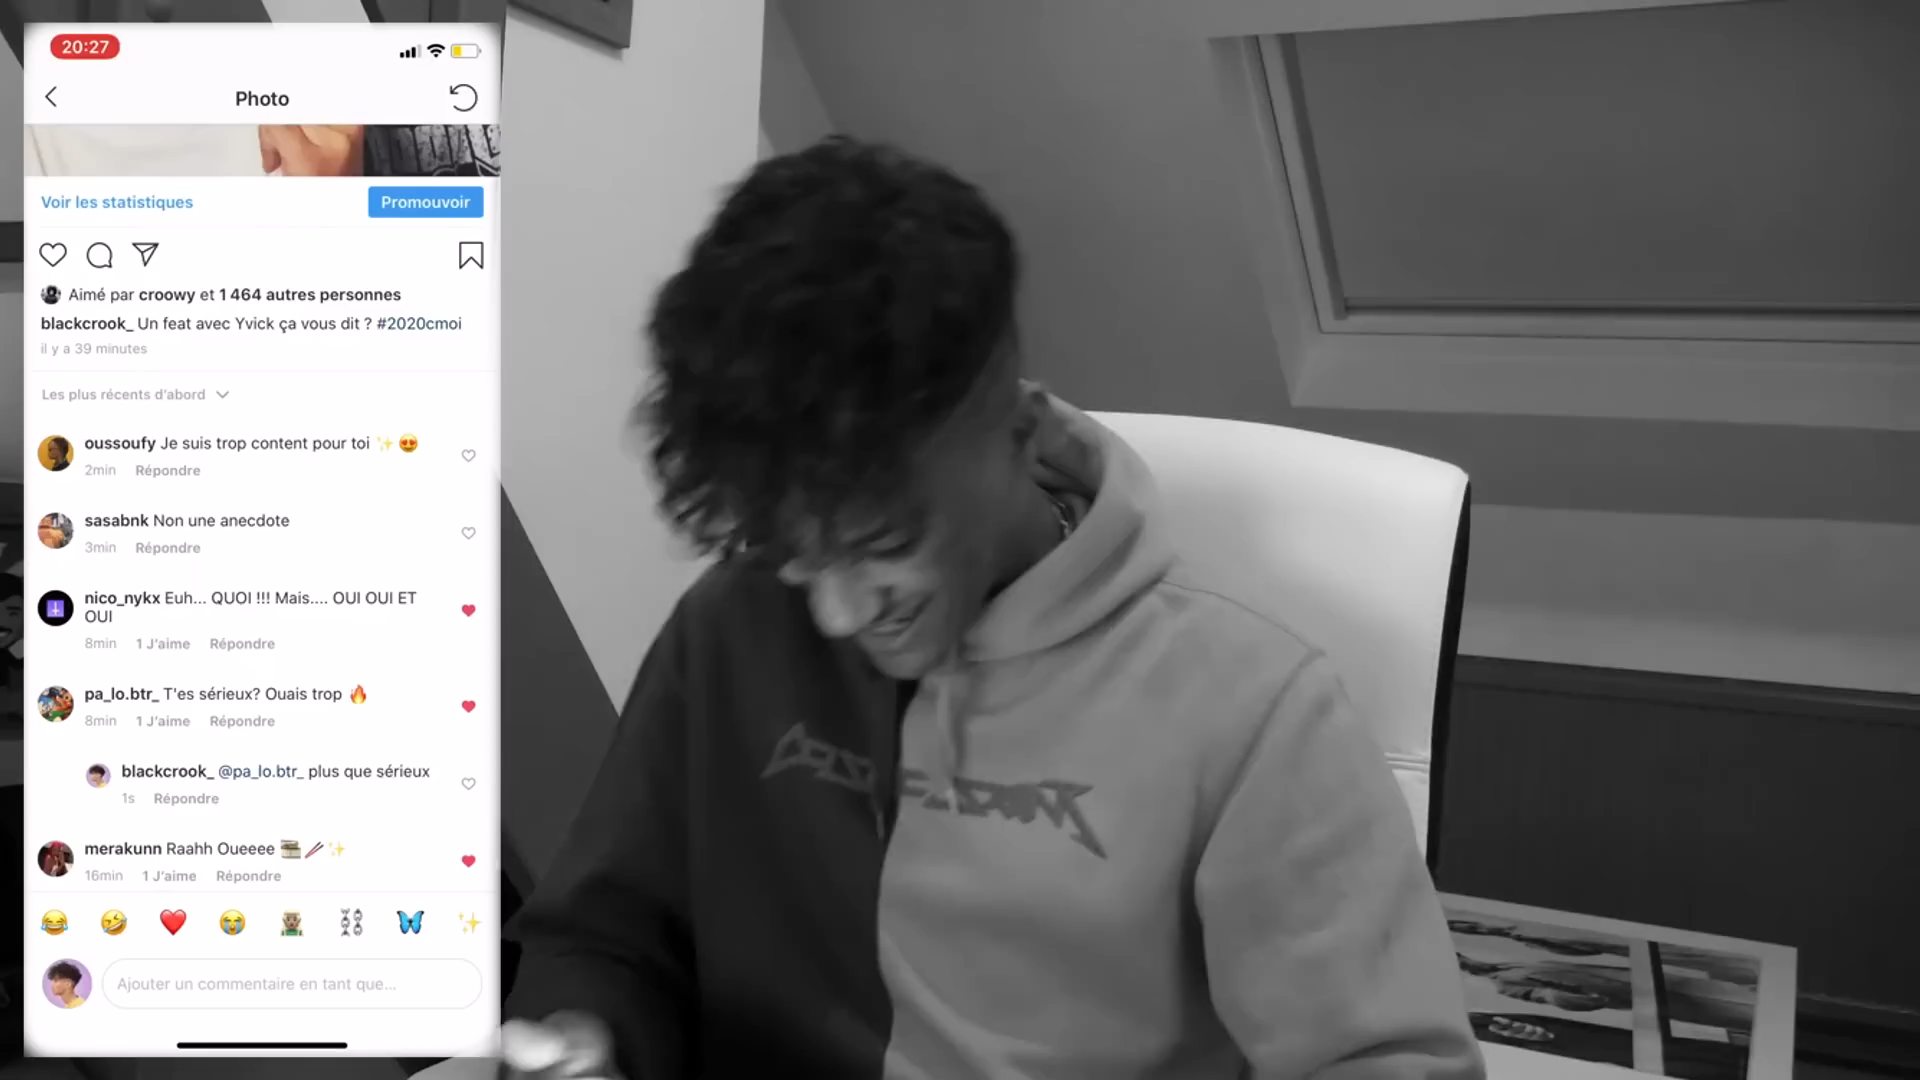 20:27
Photo
Voir les statistiques
Promouvoir
Aimé par croowy et 1 464 autres personnes
blackcrook_ Un feat avec Yvick ça vous dit ? #2020cmoi
il y a 39 minutes
Les plus récents d'abord
oussoufy Je suis trop content pour toi ✨ 😍
2min Répondre
sasabnk Non une anecdote
3min Répondre
nico_nykx Euh... QUOI !!! Mais.... OUI OUI ET
OUI
8min 1 J'aime Répondre
pa_lo.btr_ T'es sérieux? Ouais trop 🔥
8min 1 J'aime Répondre
blackcrook_ @pa_lo.btr_ plus que sérieux
1s Répondre
merakunn Raahh Oueeee 🍜🥢✨
16min 1 J'aime Répondre
Ajouter un commentaire en tant que...